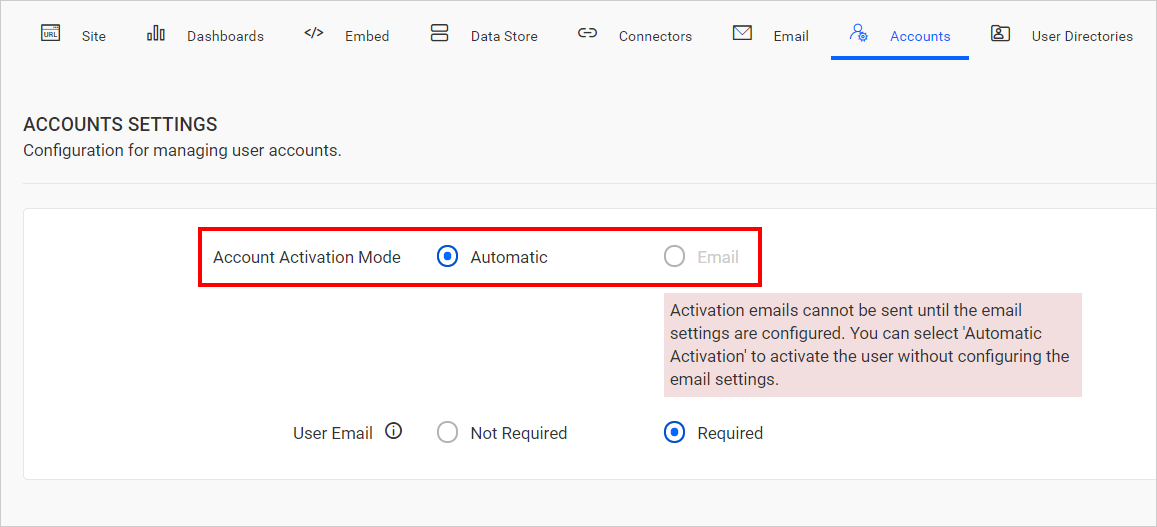 URL Site Dashboards </> Embed Data Store Connectors Email Accounts User Directories
ACCOUNTS SETTINGS
Configuration for managing user accounts.
Account Activation Mode Automatic Email
Activation emails cannot be sent until the email
settings are configured. You can select 'Automatic
Activation' to activate the user without configuring the
email settings.
User Email Not Required Required